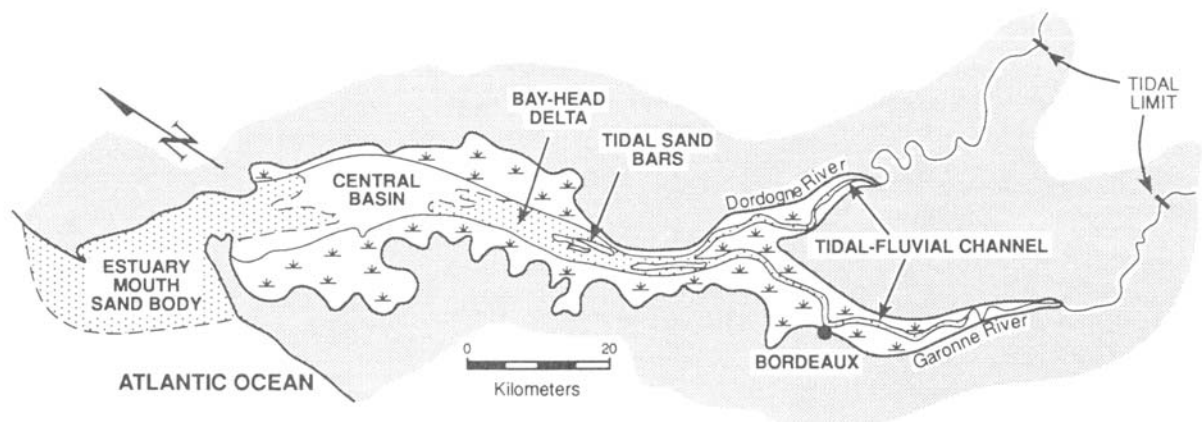 N
BAY-HEAD
DELTA
TIDAL SAND
BARS
TIDAL
LIMIT
CENTRAL
BASIN
Dordogne River
TIDAL-FLUVIAL CHANNEL
ESTUARY
MOUTH
SAND BODY
Garonne River
BORDEAUX
0 20
Kilometers
ATLANTIC OCEAN